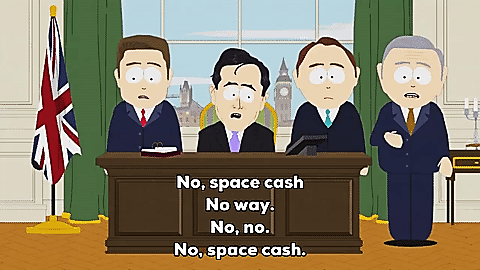 No, space cash
No way.
No, no.
No, space cash.